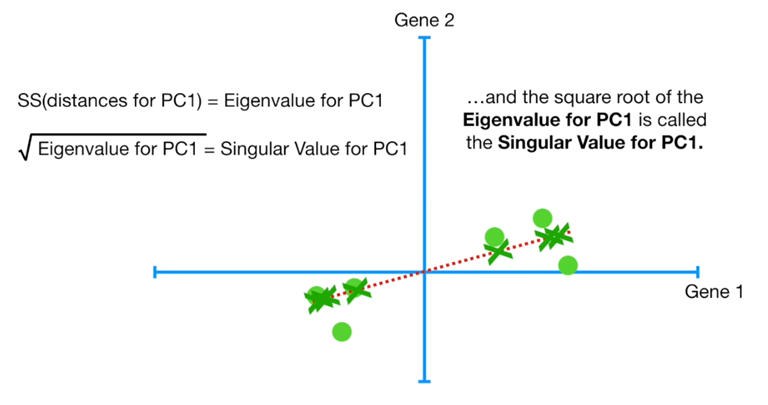 Gene 2
SS(distances for PC1) = Eigenvalue for PC1
√Eigenvalue for PC1 = Singular Value for PC1
…and the square root of the
Eigenvalue for PC1 is called
the Singular Value for PC1.
Gene 1